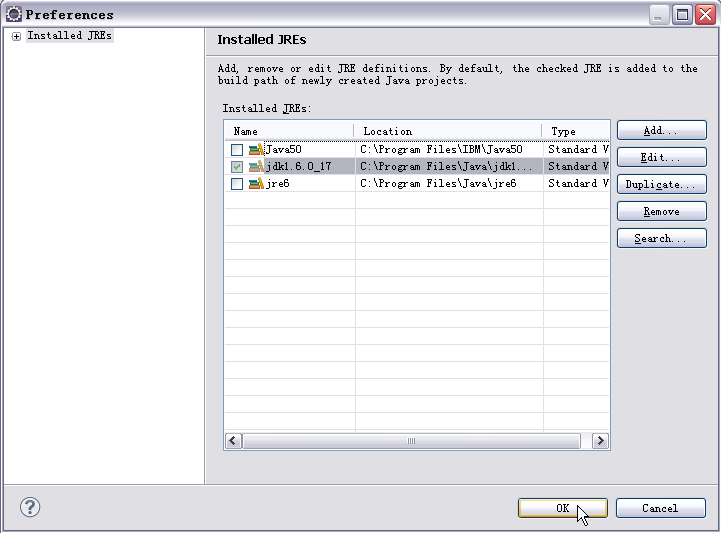 Preferences
Installed JREs
Installed JREs
Add, remove or edit JRE definitions. By default, the checked JRE is added to the
build path of newly created Java projects.
Installed JREs:
Name Location Type
Java50 C:\Program Files\IBM\Java50 Standard V
jdk1.6.0_17 C:\Program Files\Java\jdk1... Standard V
jre6 C:\Program Files\Java\jre6 Standard V
Add...
Edit...
Duplicate...
Remove
Search...
?
OK
Cancel